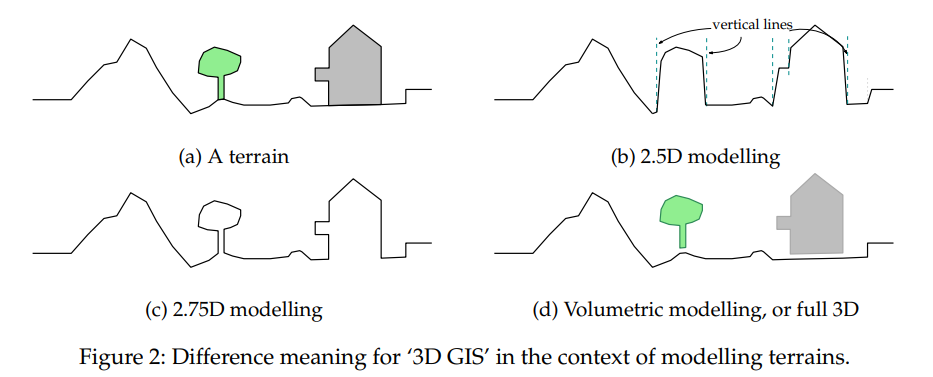 vertical lines
(a) A terrain
(b) 2.5D modelling
(c) 2.75D modelling
(d) Volumetric modelling, or full 3D
Figure 2: Difference meaning for ‘3D GIS’ in the context of modelling terrains.